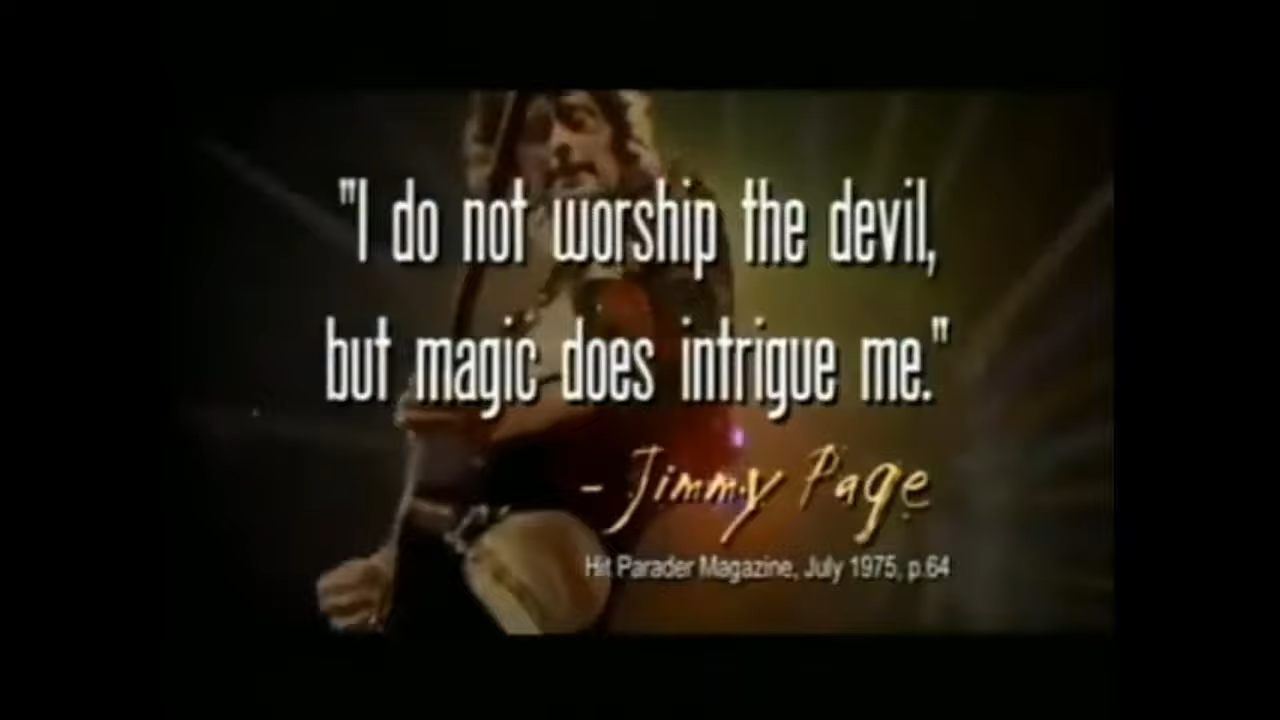 "I do not worship the devil,
but magic does intrigue me."
- Jimmy Page
Hit Parader Magazine, July 1975, p.64